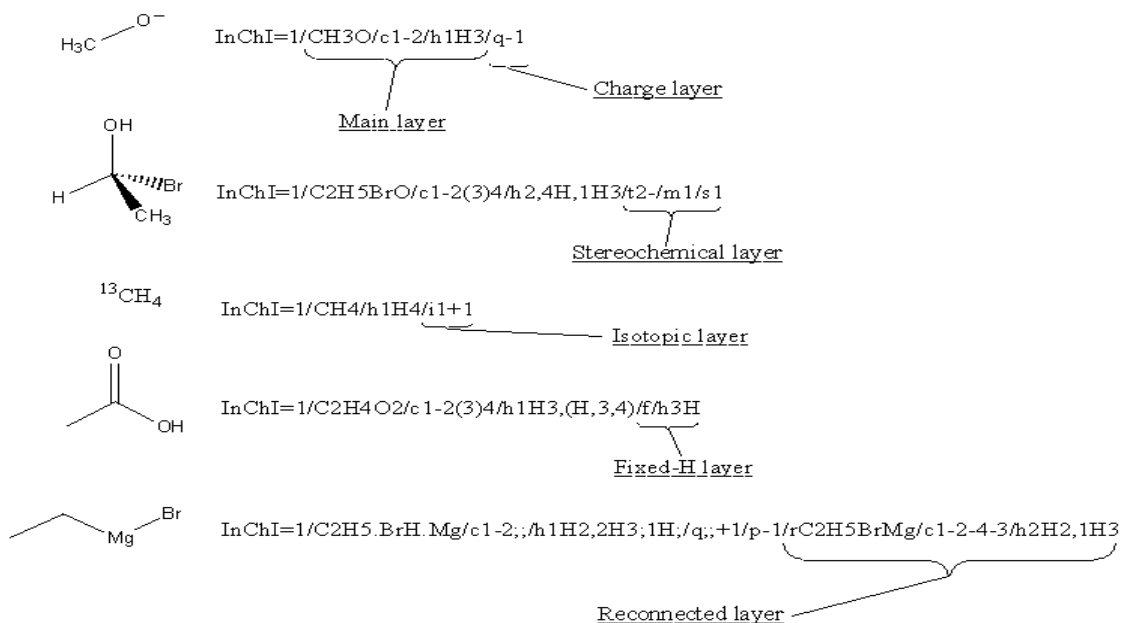 H3C O−
InChI=1/CH3O/c1-2/h1H3/q-1
Charge layer
Main layer
OH
H Br
CH3
InChI=1/C2H5BrO/c1-2(3)4/h2,4H,1H3/t2-/m1/s1
Stereochemical layer
13CH4
InChI=1/CH4/h1H4/i1+1
Isotopic layer
O
OH
InChI=1/C2H4O2/c1-2(3)4/h1H3,(H,3,4)/f/h3H
Fixed-H layer
Br
Mg
InChI=1/C2H5.BrH.Mg/c1-2;;/h1H2,2H3;1H;/q;;+1/p-1/rC2H5BrMg/c1-2-4-3/h2H2,1H3
Reconnected layer